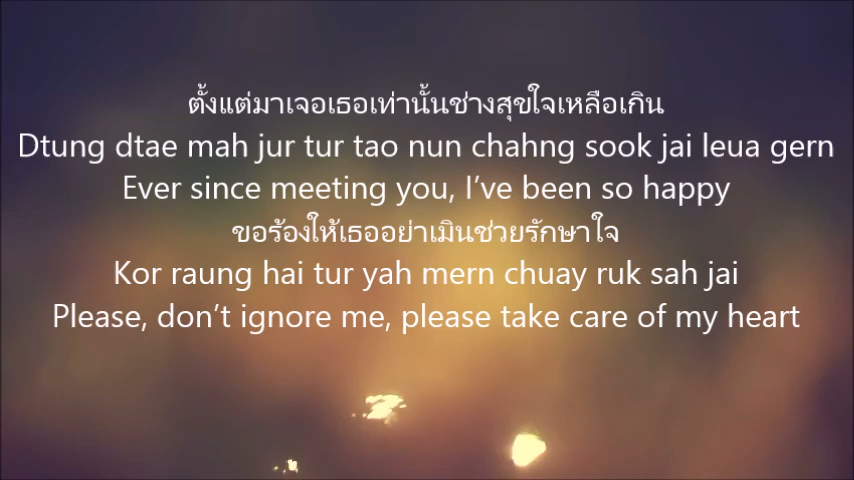 ตั้งแต่มาเจอเธอเท่านั้นช่างสุขใจเหลือเกิน
Dtung dtae mah jur tur tao nun chahng sook jai leua gern
Ever since meeting you, I've been so happy
ขอร้องให้เธออย่าเมินช่วยรักษาใจ
Kor raung hai tur yah mern chuay ruk sah jai
Please, don't ignore me, please take care of my heart